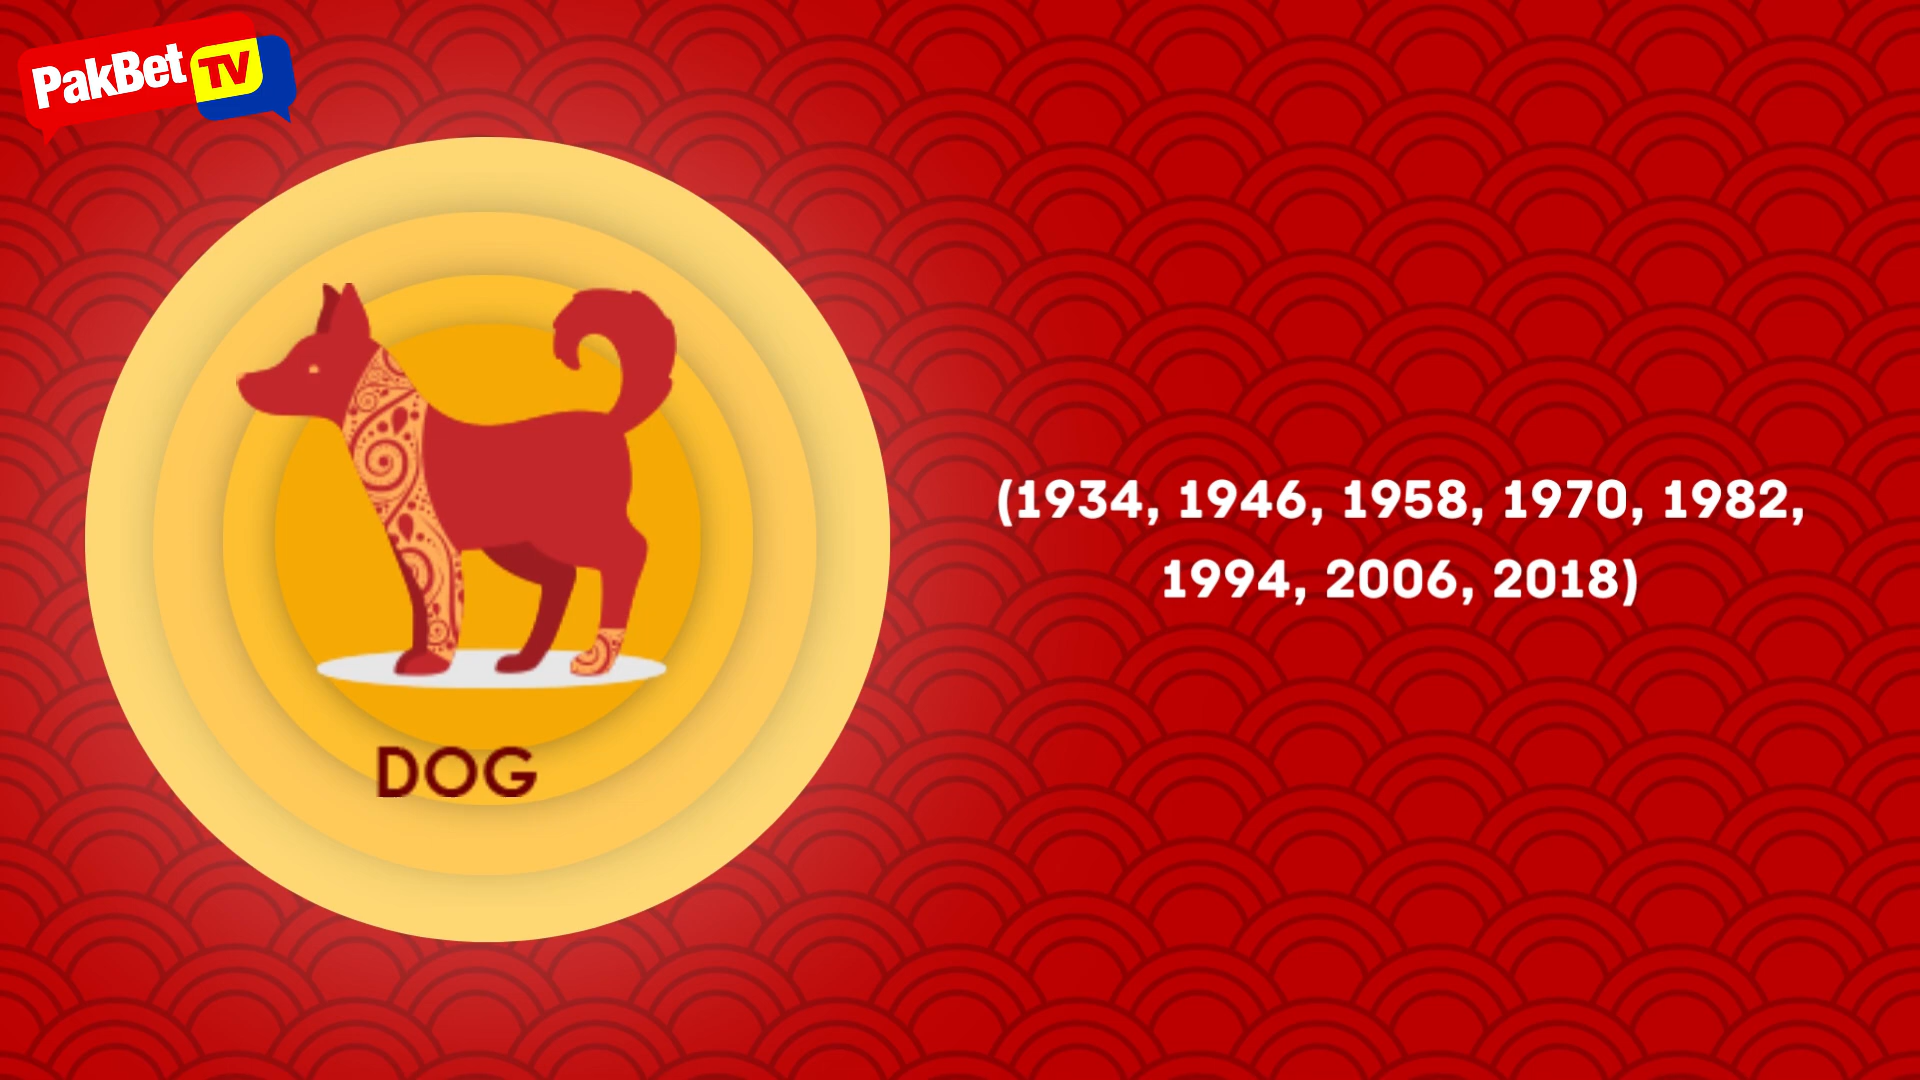 PakBet TV
DOG
(1934, 1946, 1958, 1970, 1982,
1994, 2006, 2018)